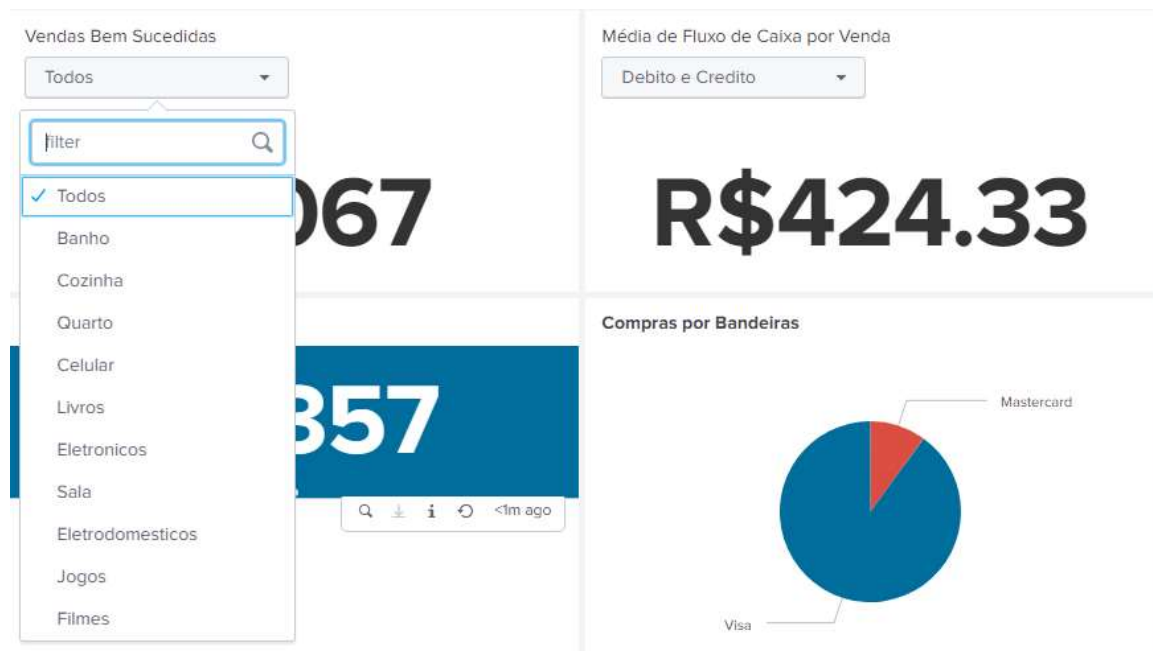 Vendas Bem Sucedidas
Todos
filter
Todos
Banho
Cozinha
Quarto
Celular
Livros
Eletronicos
Sala
Eletrodomesticos
Jogos
Filmes
067
357
<1m ago
Média de Fluxo de Caixa por Venda
Debito e Credito
R$424.33
Compras por Bandeiras
Mastercard
Visa